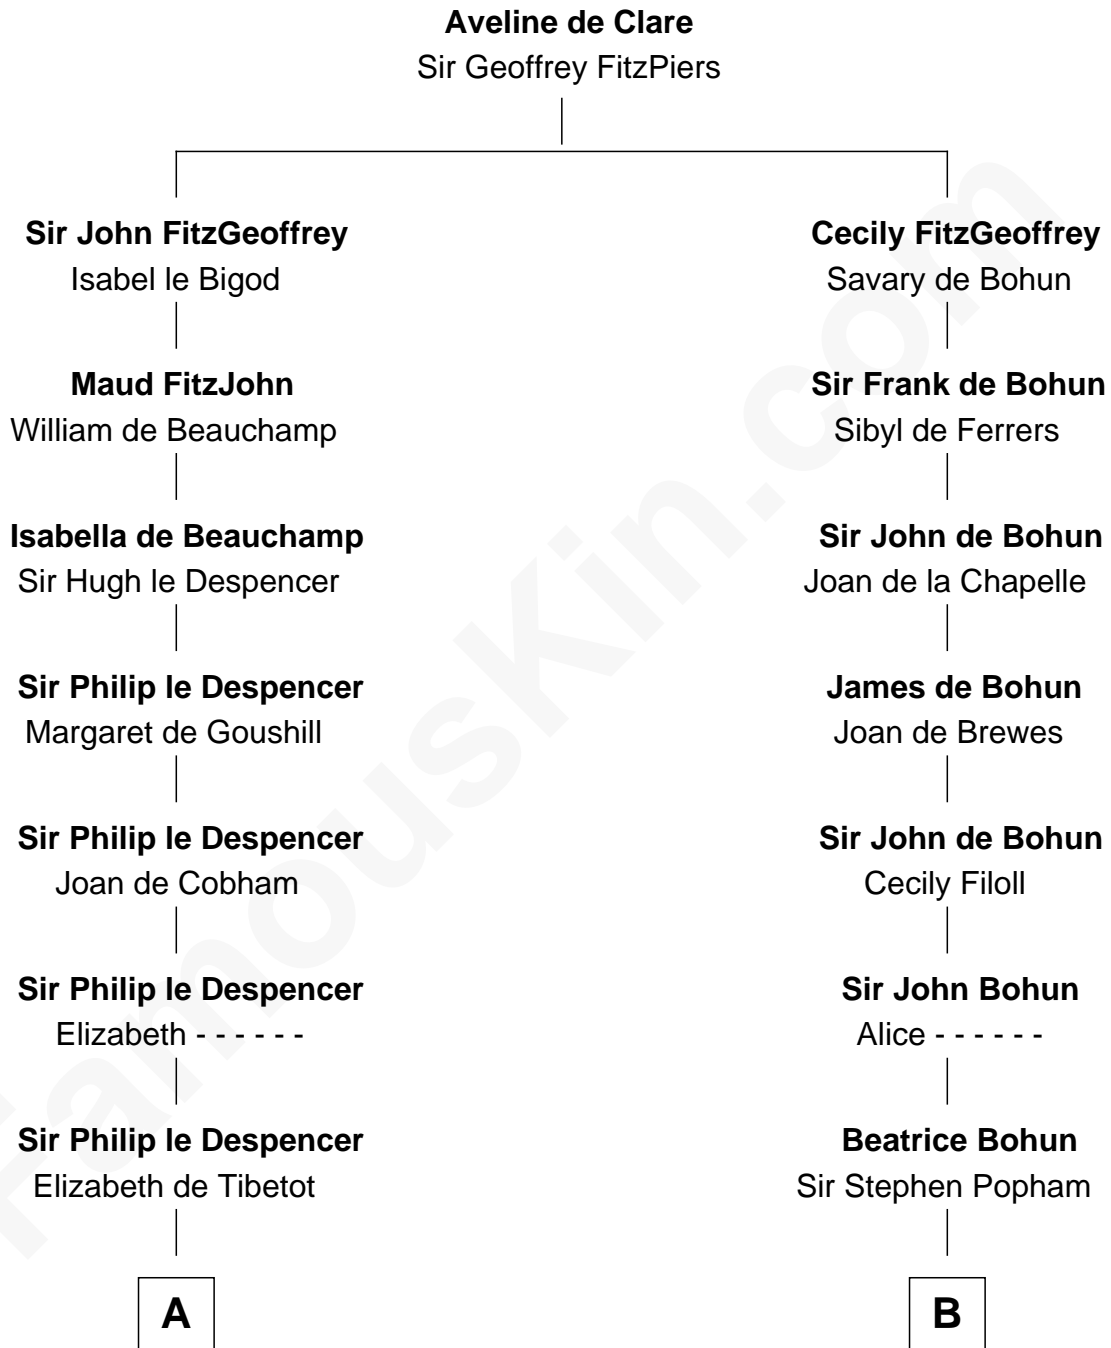 Aveline de Clare
Sir Geoffrey FitzPiers
Sir John FitzGeoffrey
Isabel le Bigod
Cecily FitzGeoffrey
Savary de Bohun
Maud FitzJohn
William de Beauchamp
Sir Frank de Bohun
Sibyl de Ferrers
Isabella de Beauchamp
Sir Hugh le Despencer
Sir John de Bohun
Joan de la Chapelle
Sir Philip le Despencer
Margaret de Goushill
James de Bohun
Joan de Brewes
Sir Philip le Despencer
Joan de Cobham
Sir John de Bohun
Cecily Filoll
Sir Philip le Despencer
Elizabeth - - - - - -
Sir John Bohun
Alice - - - - - -
Sir Philip le Despencer
Elizabeth de Tibetot
Beatrice Bohun
Sir Stephen Popham
A
B
FamousKin.com